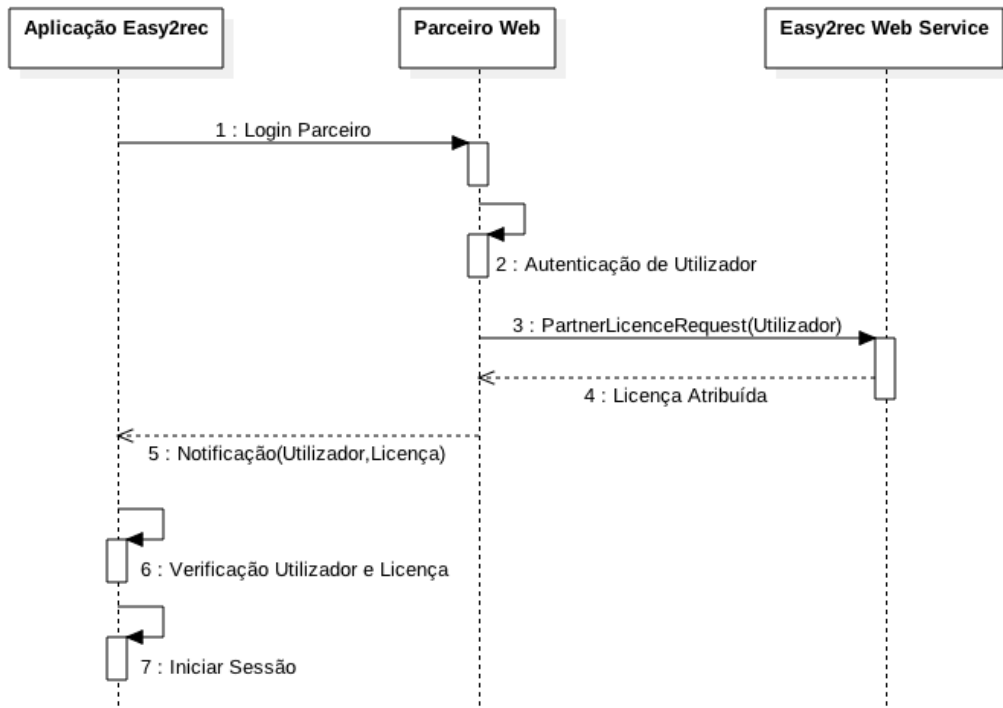 Aplicação Easy2rec
Parceiro Web
Easy2rec Web Service
1 : Login Parceiro
2 : Autenticação de Utilizador
3 : PartnerLicenceRequest(Utilizador)
4 : Licença Atribuída
5 : Notificação(Utilizador,Licença)
6 : Verificação Utilizador e Licença
7 : Iniciar Sessão